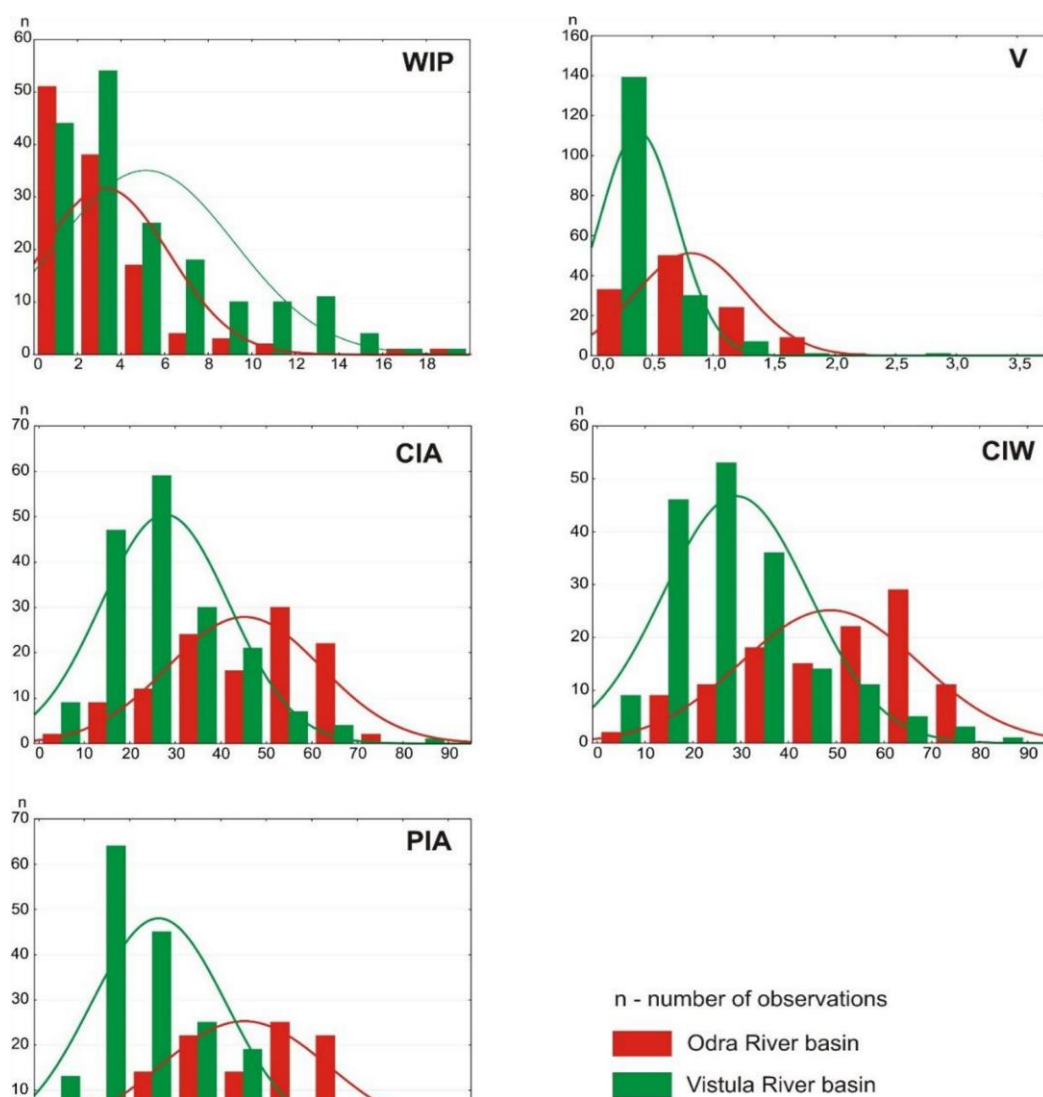 n
WIP
60
50
40
30
20
10
0
0 2 4 6 8 10 12 14 16 18
n
V
160
140
120
100
80
60
40
20
0
0,0 0,5 1,0 1,5 2,0 3,0 3,5
n
CIA
70
60
50
40
30
20
10
0
0 10 20 30 40 50 60 70 80 90
n
CIW
60
50
40
30
20
10
0
0 10 20 30 40 50 60 70 80 90
n
PIA
70
60
50
40
30
20
10
n - number of observations
Odra River basin
Vistula River basin